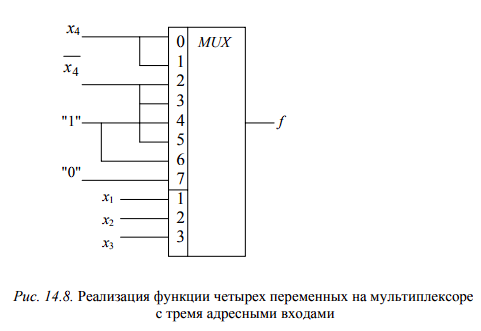 x4
0 MUX
1
x4
2
3
"1" 4 f
5
6
"0" 7
x1 1
x2 2
x3 3
Рис. 14.8. Реализация функции четырех переменных на мультиплексоре
с тремя адресными входами